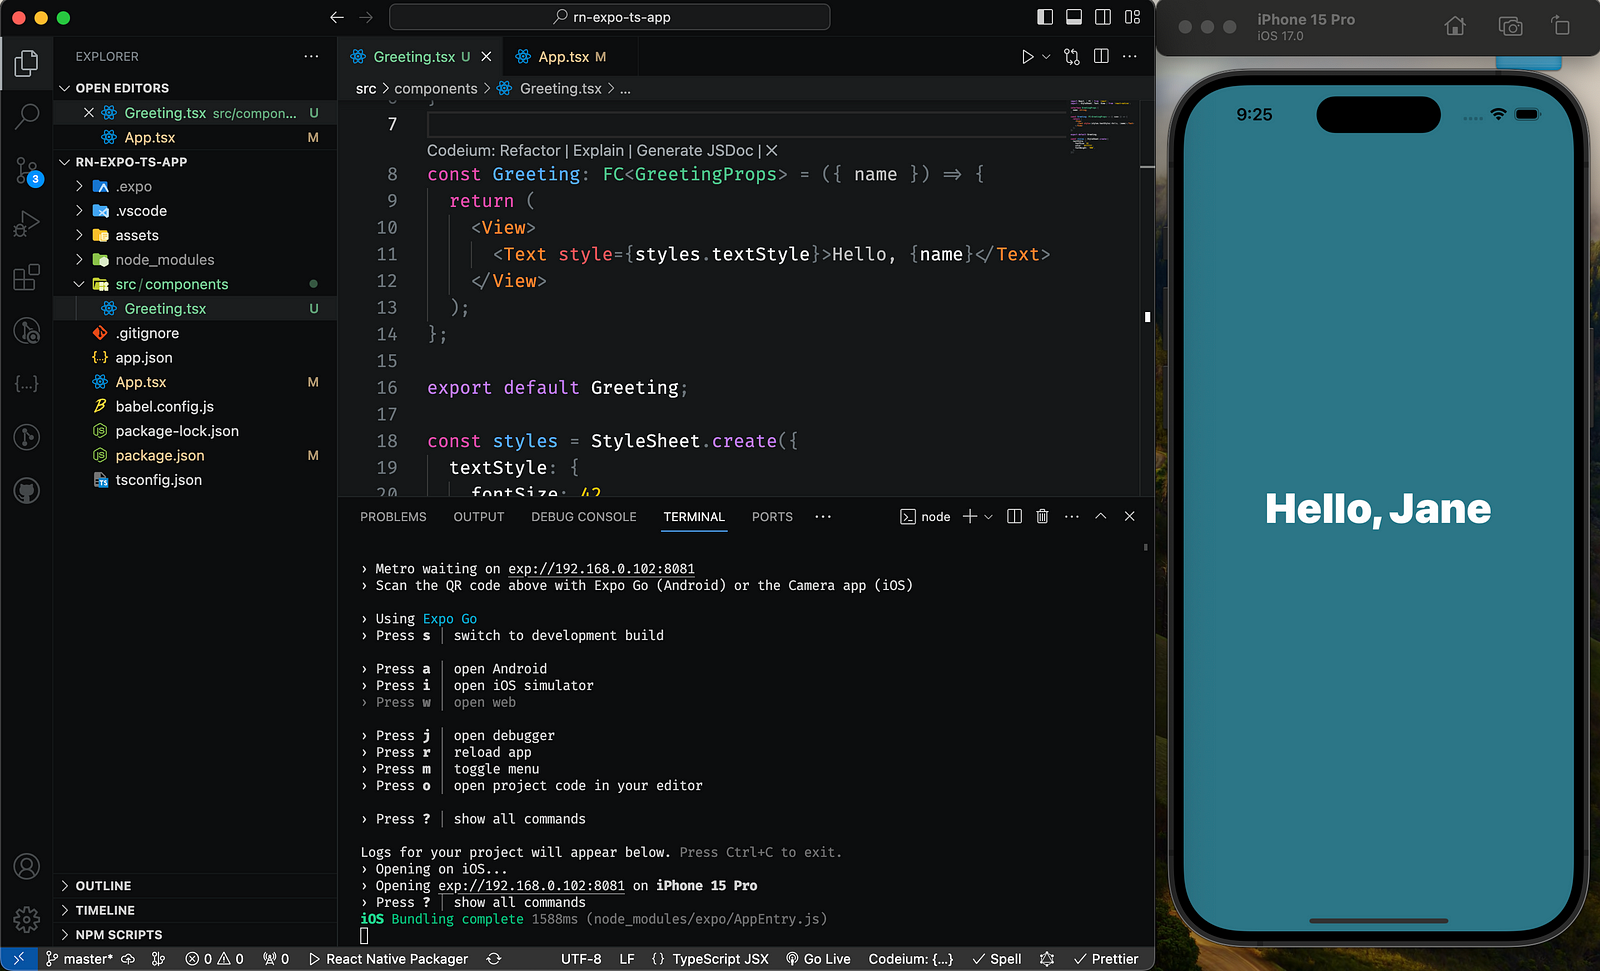 rn-expo-ts-app
EXPLORER
OPEN EDITORS
Greeting.tsx src/compon... U
App.tsx M
RN-EXPO-TS-APP
.expo
.vscode
assets
node_modules
src/components
Greeting.tsx U
.gitignore
app.json
App.tsx M
babel.config.js
package-lock.json
package.json M
tsconfig.json
OUTLINE
TIMELINE
NPM SCRIPTS
3
Greeting.tsx U App.tsx M
src > components > Greeting.tsx > ...
7
Codeium: Refactor | Explain | Generate JSDoc | X
8 const Greeting: FC<GreetingProps> = ({ name }) => {
9 return (
10 <View>
11 <Text style={styles.textStyle}>Hello, {name}</Text>
12 </View>
13 );
14 };
15
16 export default Greeting;
17
18 const styles = StyleSheet.create({
19 textStyle: {
20 fontSize: 42
PROBLEMS OUTPUT DEBUG CONSOLE TERMINAL PORTS ... node
› Metro waiting on exp://192.168.0.102:8081
› Scan the QR code above with Expo Go (Android) or the Camera app (iOS)
› Using Expo Go
› Press s │ switch to development build
› Press a │ open Android
› Press i │ open iOS simulator
› Press w │ open web
› Press j │ open debugger
› Press r │ reload app
› Press m │ toggle menu
› Press o │ open project code in your editor
› Press ? │ show all commands
Logs for your project will appear below. Press Ctrl+C to exit.
› Opening on iOS...
› Opening exp://192.168.0.102:8081 on iPhone 15 Pro
› Press ? │ show all commands
iOS Bundling complete 1588ms (node_modules/expo/AppEntry.js)
master* 0 0 0 React Native Packager UTF-8 LF {} TypeScript JSX Go Live Codeium: {...} Spell Prettier
iPhone 15 Pro
iOS 17.0
9:25
Hello, Jane